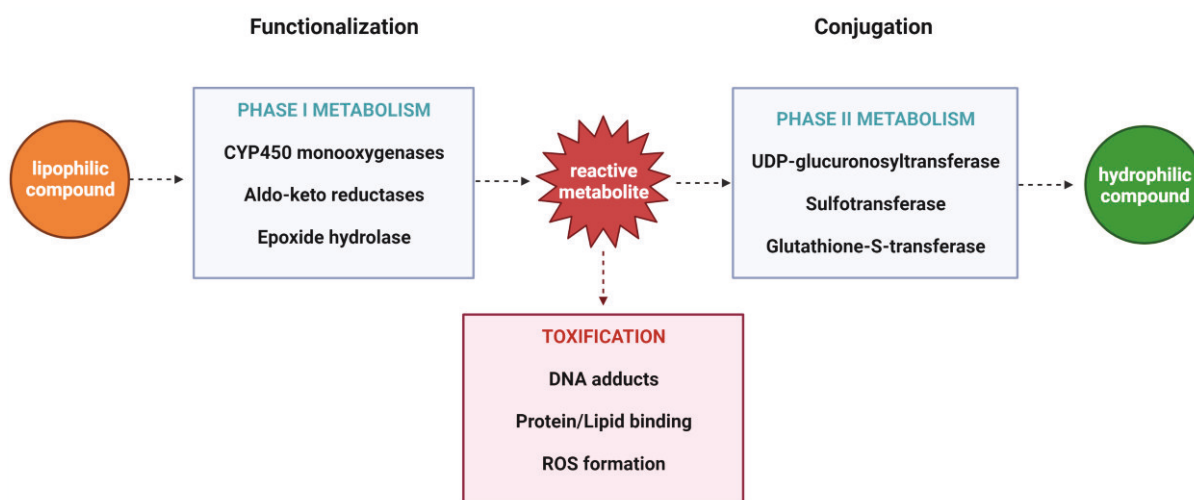 Functionalization
Conjugation
lipophilic
compound
PHASE I METABOLISM
CYP450 monooxygenases
Aldo-keto reductases
Epoxide hydrolase
reactive
metabolite
PHASE II METABOLISM
UDP-glucuronosyltransferase
Sulfotransferase
Glutathione-S-transferase
hydrophilic
compound
TOXIFICATION
DNA adducts
Protein/Lipid binding
ROS formation